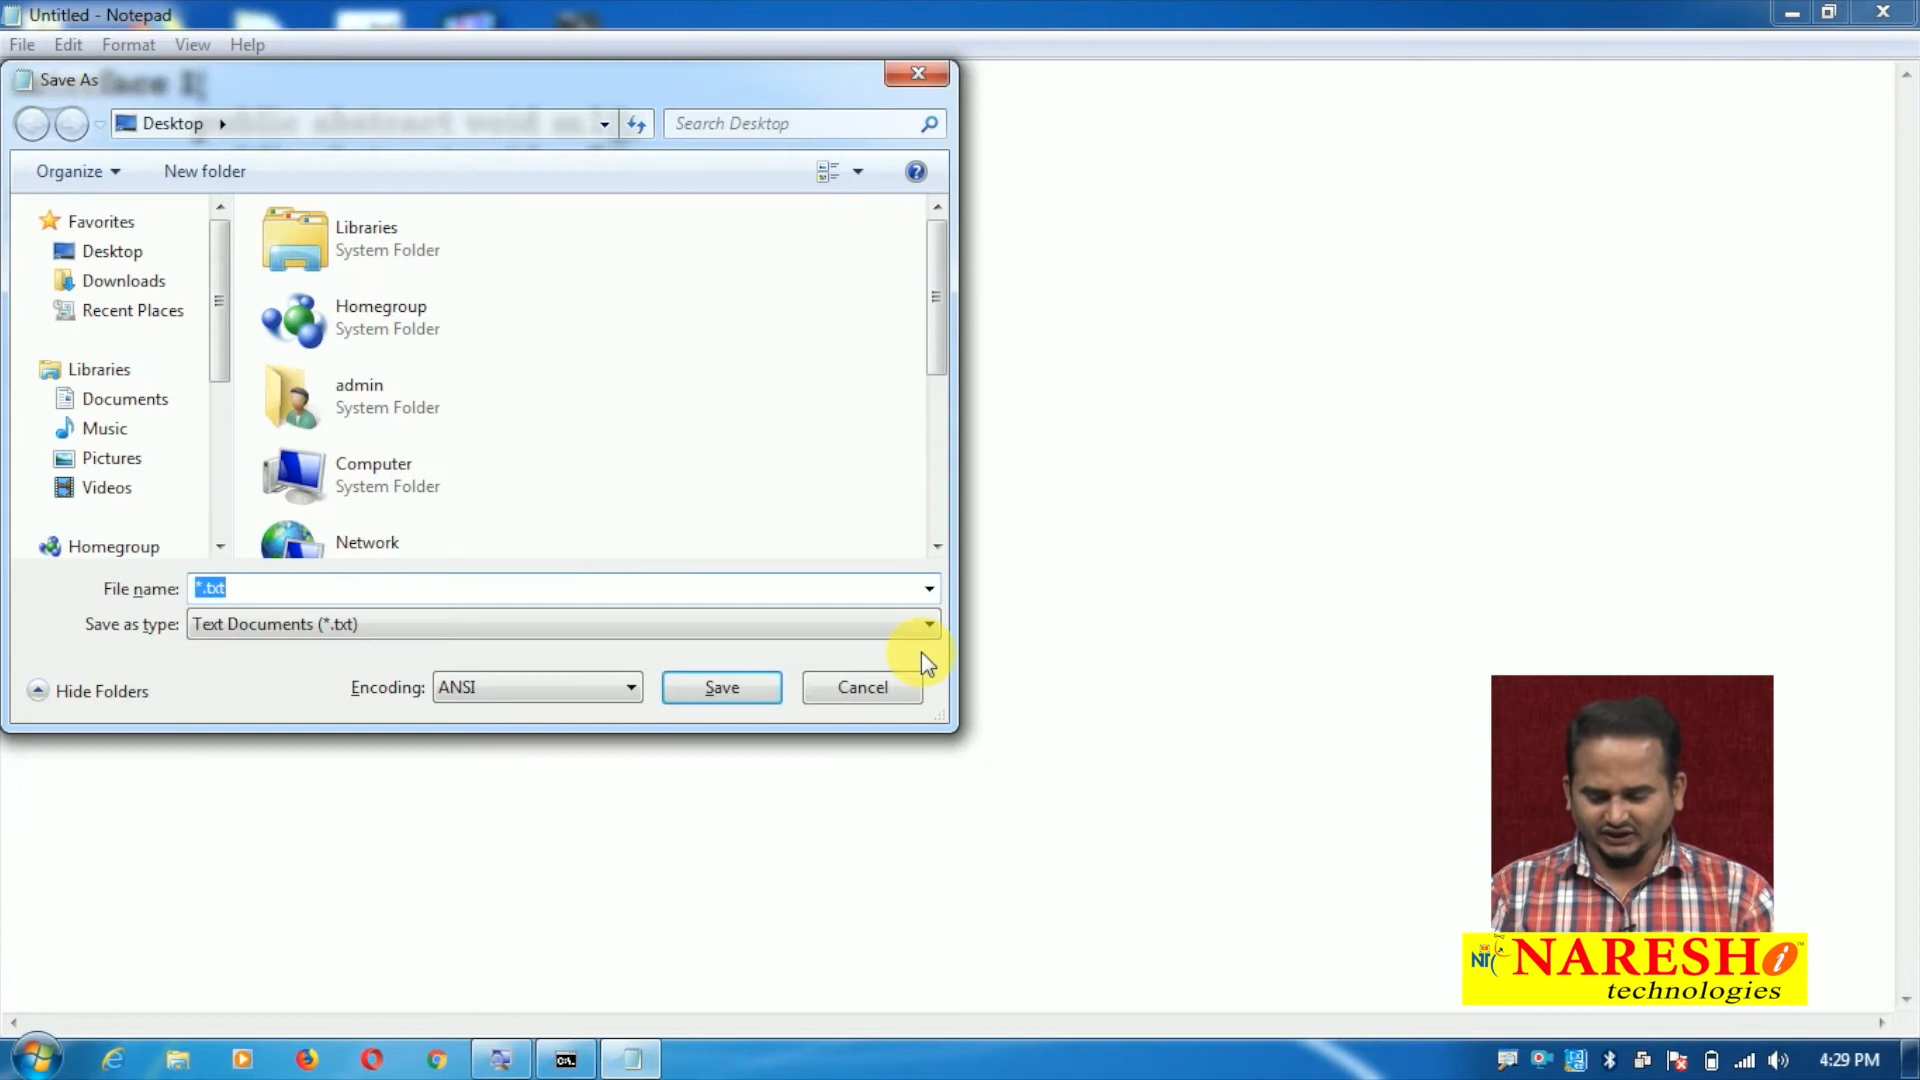 Untitled - Notepad
File Edit Format View Help
Save As
Desktop
Search Desktop
Organize
New folder
Favorites
Desktop
Downloads
Recent Places
Libraries
Documents
Music
Pictures
Videos
Homegroup
Libraries
System Folder
Homegroup
System Folder
admin
System Folder
Computer
System Folder
Network
File name: *.txt
Save as type: Text Documents (*.txt)
Hide Folders
Encoding: ANSI
Save
Cancel
NARESH i
technologies
4:29 PM